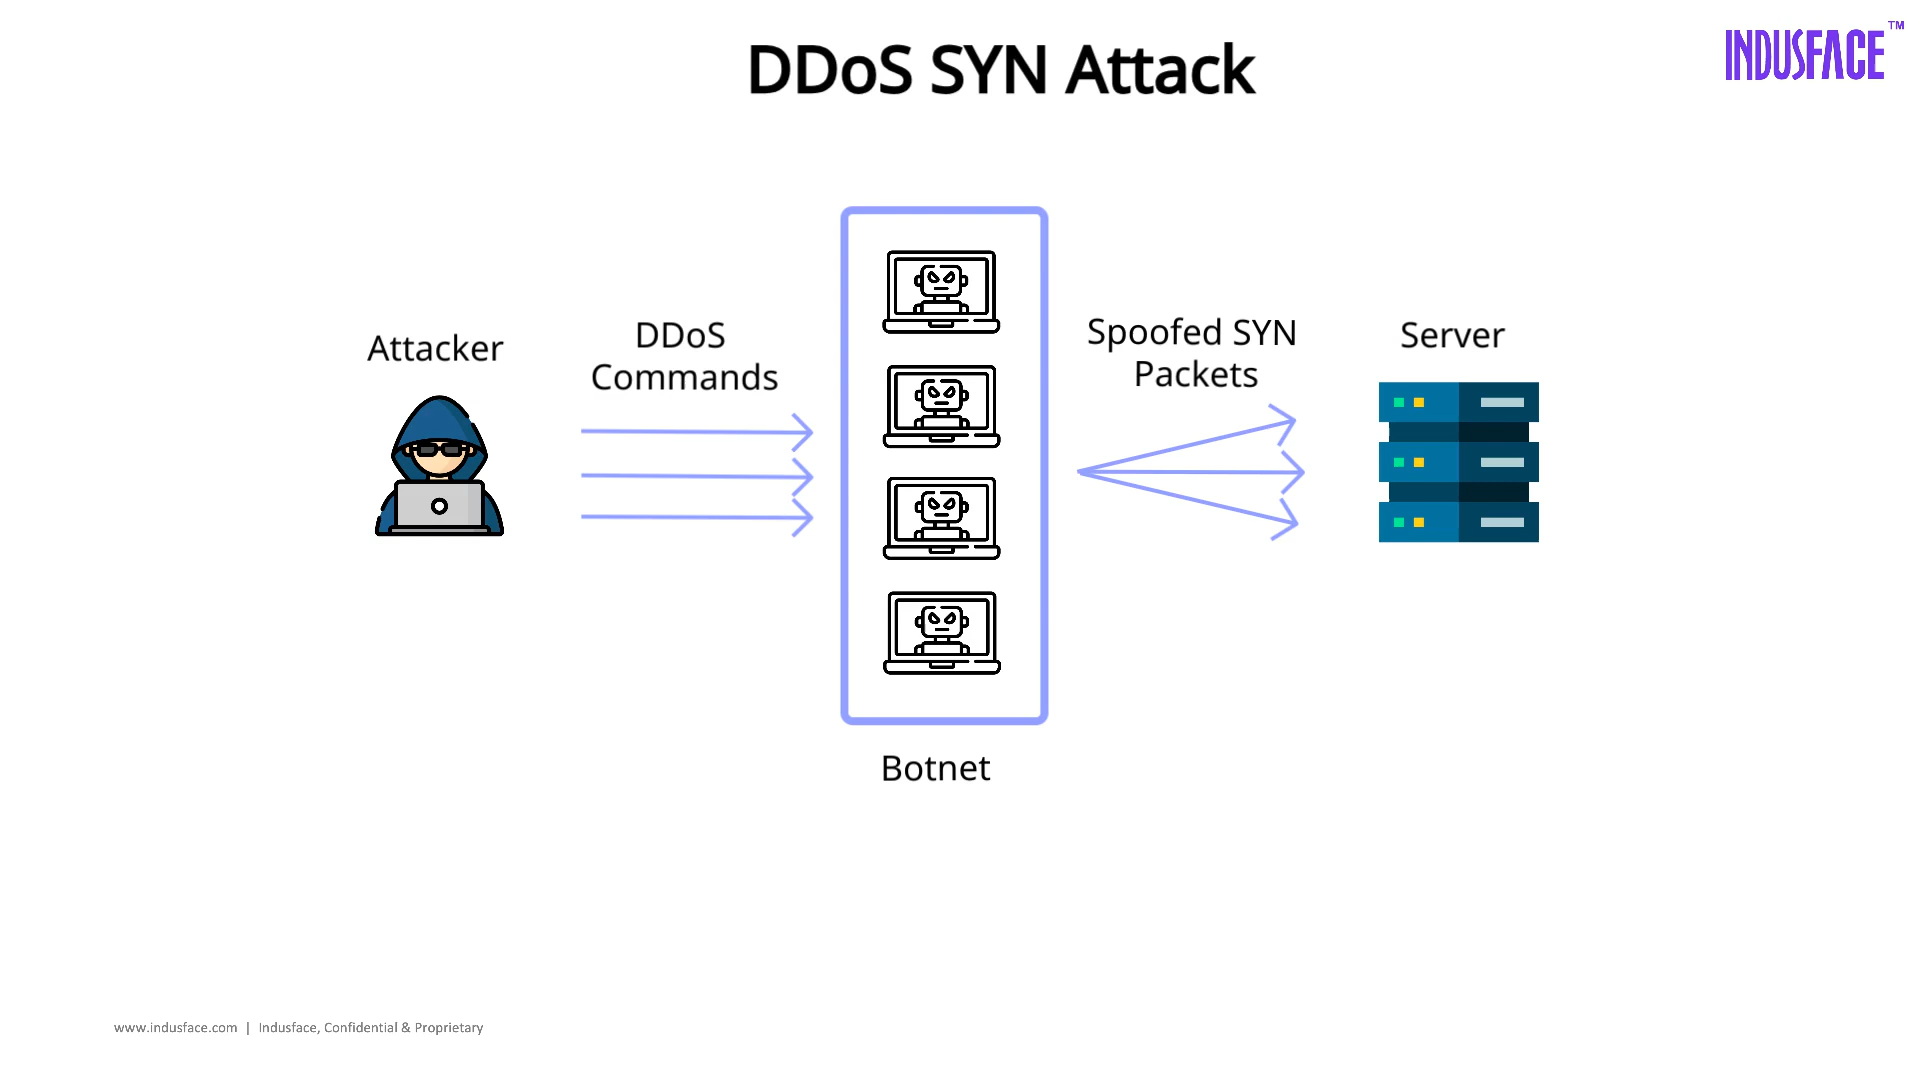 DDoS SYN Attack
INDUSFACE™
Attacker
DDoS
Commands
Spoofed SYN
Packets
Server
Botnet
www.indusface.com | Indusface, Confidential & Proprietary